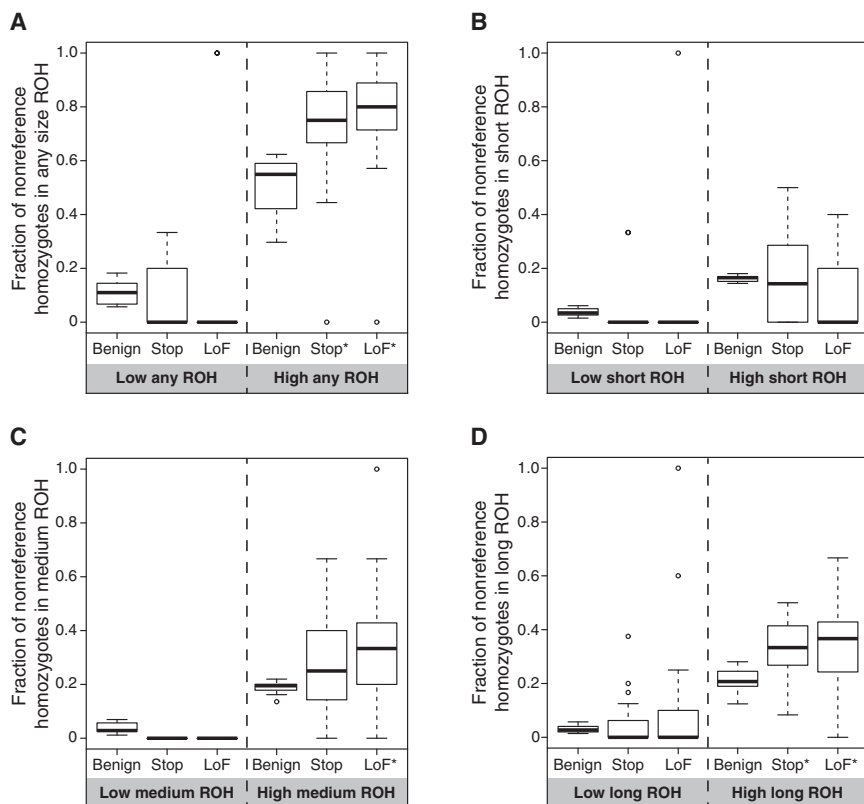 A
Fraction of nonreference
homozygotes in any size ROH
1.0
0.8
0.6
0.4
0.2
0
Benign Stop LoF Benign Stop* LoF*
Low any ROH High any ROH
B
Fraction of nonreference
homozygotes in short ROH
1.0
0.8
0.6
0.4
0.2
0
Benign Stop LoF Benign Stop LoF
Low short ROH High short ROH
C
Fraction of nonreference
homozygotes in medium ROH
1.0
0.8
0.6
0.4
0.2
0
Benign Stop LoF Benign Stop LoF*
Low medium ROH High medium ROH
D
Fraction of nonreference
homozygotes in long ROH
1.0
0.8
0.6
0.4
0.2
0
Benign Stop LoF Benign Stop* LoF*
Low long ROH High long ROH